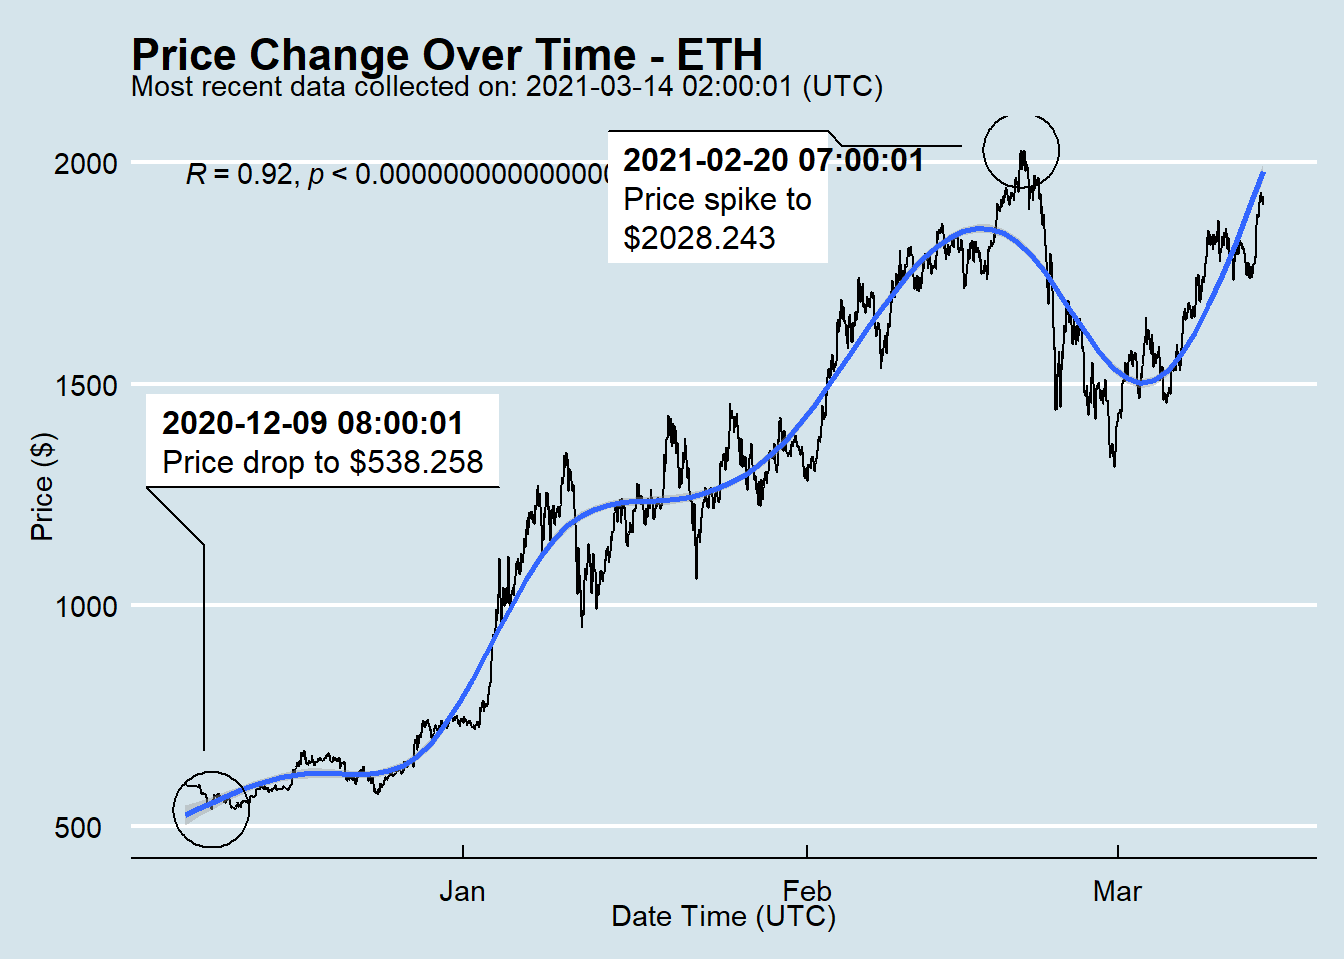 Price Change Over Time - ETH
Most recent data collected on: 2021-03-14 02:00:01 (UTC)
2000
R = 0.92, p < 0.000000000000000
2021-02-20 07:00:01
Price spike to
$2028.243
1500
2020-12-09 08:00:01
Price drop to $538.258
Price ($)
1000
500
Jan
Feb
Mar
Date Time (UTC)